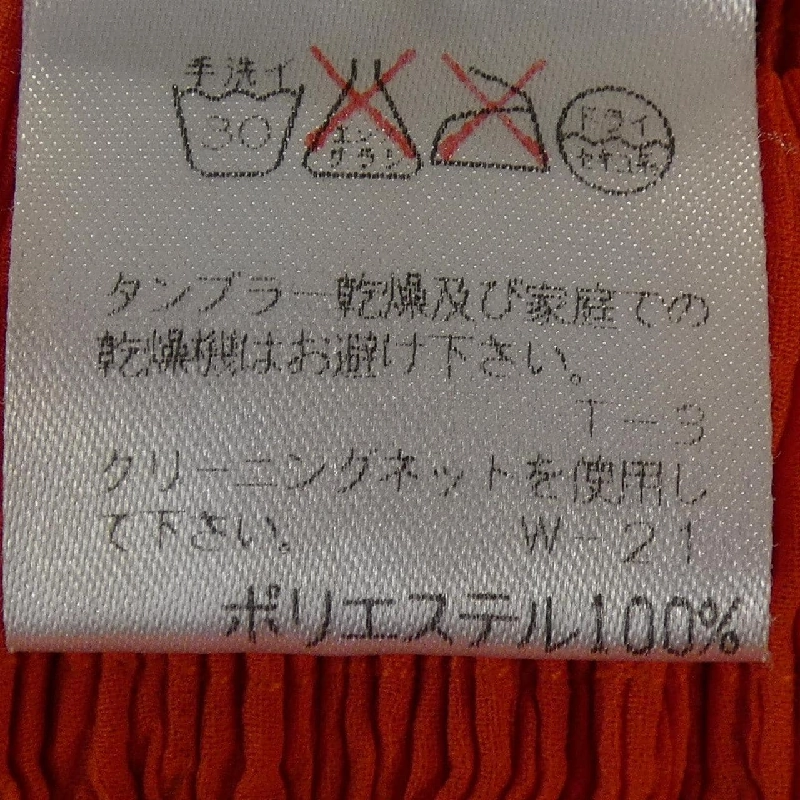 手洗イ
30
エンソサラシ
ドライ
セキユ系
タンブラー乾燥及び家庭での
乾燥機はお避け下さい。
T-3
クリーニングネットを使用し
て下さい。 W-21
ポリエステル100%